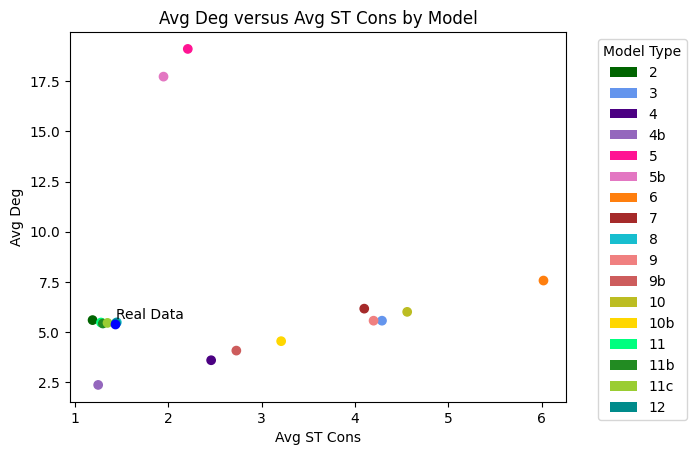 Avg Deg versus Avg ST Cons by Model
Avg Deg
17.5
15.0
12.5
10.0
7.5
5.0
2.5
Real Data
1
2
3
4
5
6
Avg ST Cons
Model Type
2
3
4
4b
5
5b
6
7
8
9
9b
10
10b
11
11b
11c
12